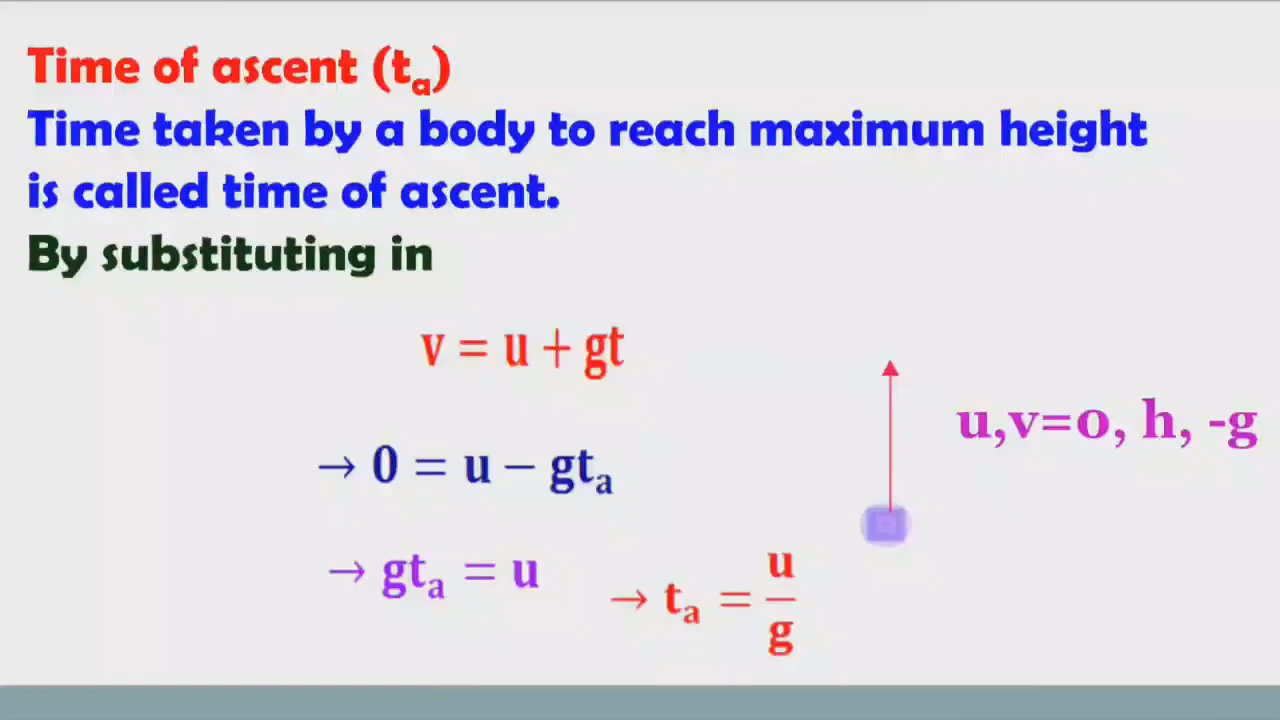 Time of ascent (tₐ)
Time taken by a body to reach maximum height
is called time of ascent.
By substituting in
v = u + gt
u,v=o, h, -g
→ 0 = u − gtₐ
→ gtₐ = u
→ tₐ = u/g